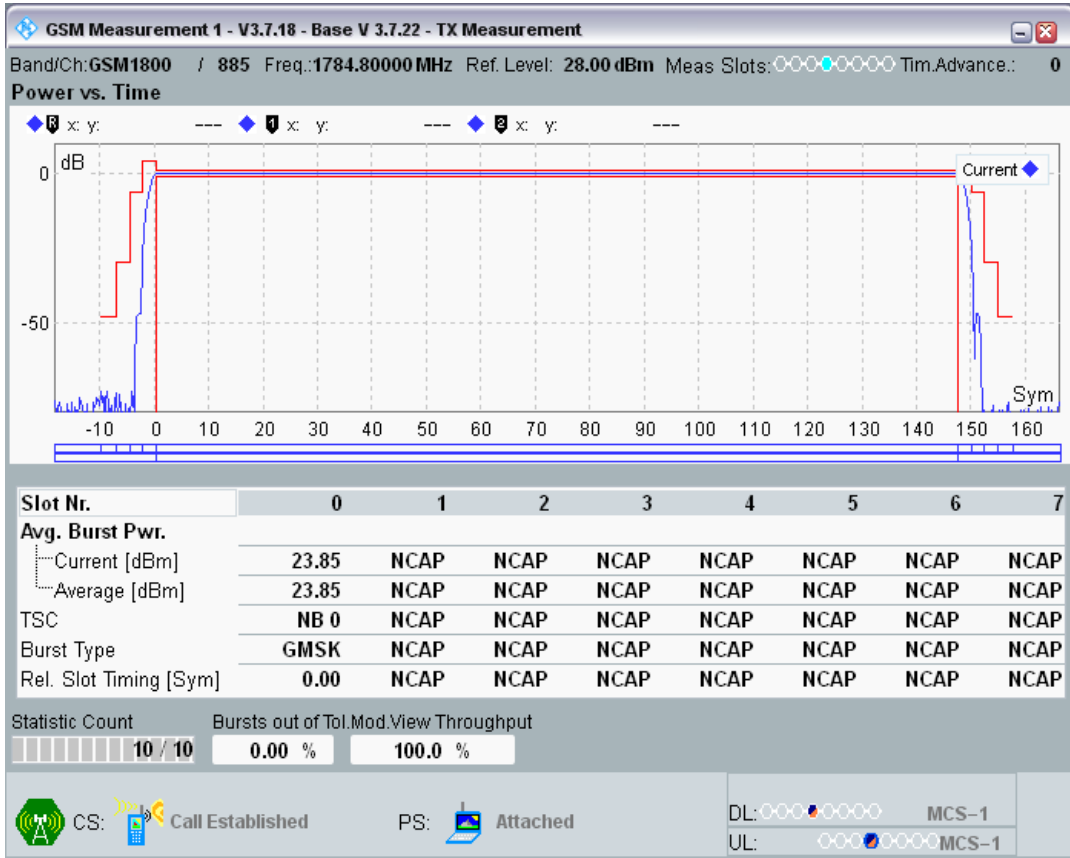 GSM Measurement 1 - V3.7.18 - Base V 3.7.22 - TX Measurement
Band/Ch:GSM1800 / 885 Freq.:1784.80000 MHz Ref. Level: 28.00 dBm Meas Slots: Tim.Advance.: 0
Power vs. Time
R x: y: --- 1 x: y: --- 2 x: y: ---
dB
Current
0
-50
Sym
-10 0 10 20 30 40 50 60 70 80 90 100 110 120 130 140 150 160
Slot Nr. 0 1 2 3 4 5 6 7
Avg. Burst Pwr.
Current [dBm] 23.85 NCAP NCAP NCAP NCAP NCAP NCAP NCAP
Average [dBm] 23.85 NCAP NCAP NCAP NCAP NCAP NCAP NCAP
TSC NB 0 NCAP NCAP NCAP NCAP NCAP NCAP NCAP
Burst Type GMSK NCAP NCAP NCAP NCAP NCAP NCAP NCAP
Rel. Slot Timing [Sym] 0.00 NCAP NCAP NCAP NCAP NCAP NCAP NCAP
Statistic Count Bursts out of Tol. Mod.View Throughput
10 / 10 0.00 % 100.0 %
CS: Call Established PS: Attached DL: MCS-1
UL: MCS-1